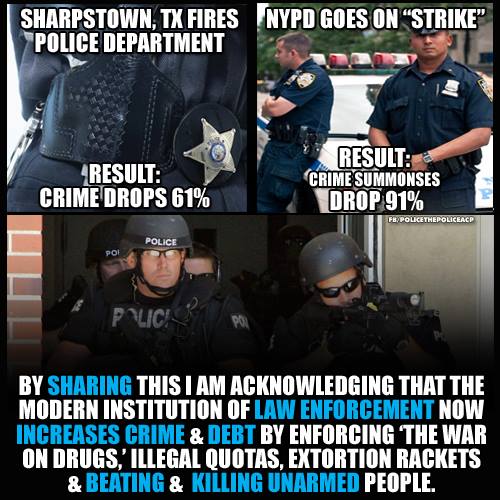 SHARPSTOWN, TX FIRES
POLICE DEPARTMENT
RESULT:
CRIME DROPS 61%
NYPD GOES ON “STRIKE”
RESULT:
CRIME SUMMONSES
DROP 91%
FB/POLICETHEPOLICEACP
POLICE
POLICE
BY SHARING THIS I AM ACKNOWLEDGING THAT THE
MODERN INSTITUTION OF LAW ENFORCEMENT NOW
INCREASES CRIME & DEBT BY ENFORCING ‘THE WAR
ON DRUGS,’ ILLEGAL QUOTAS, EXTORTION RACKETS
& BEATING & KILLING UNARMED PEOPLE.